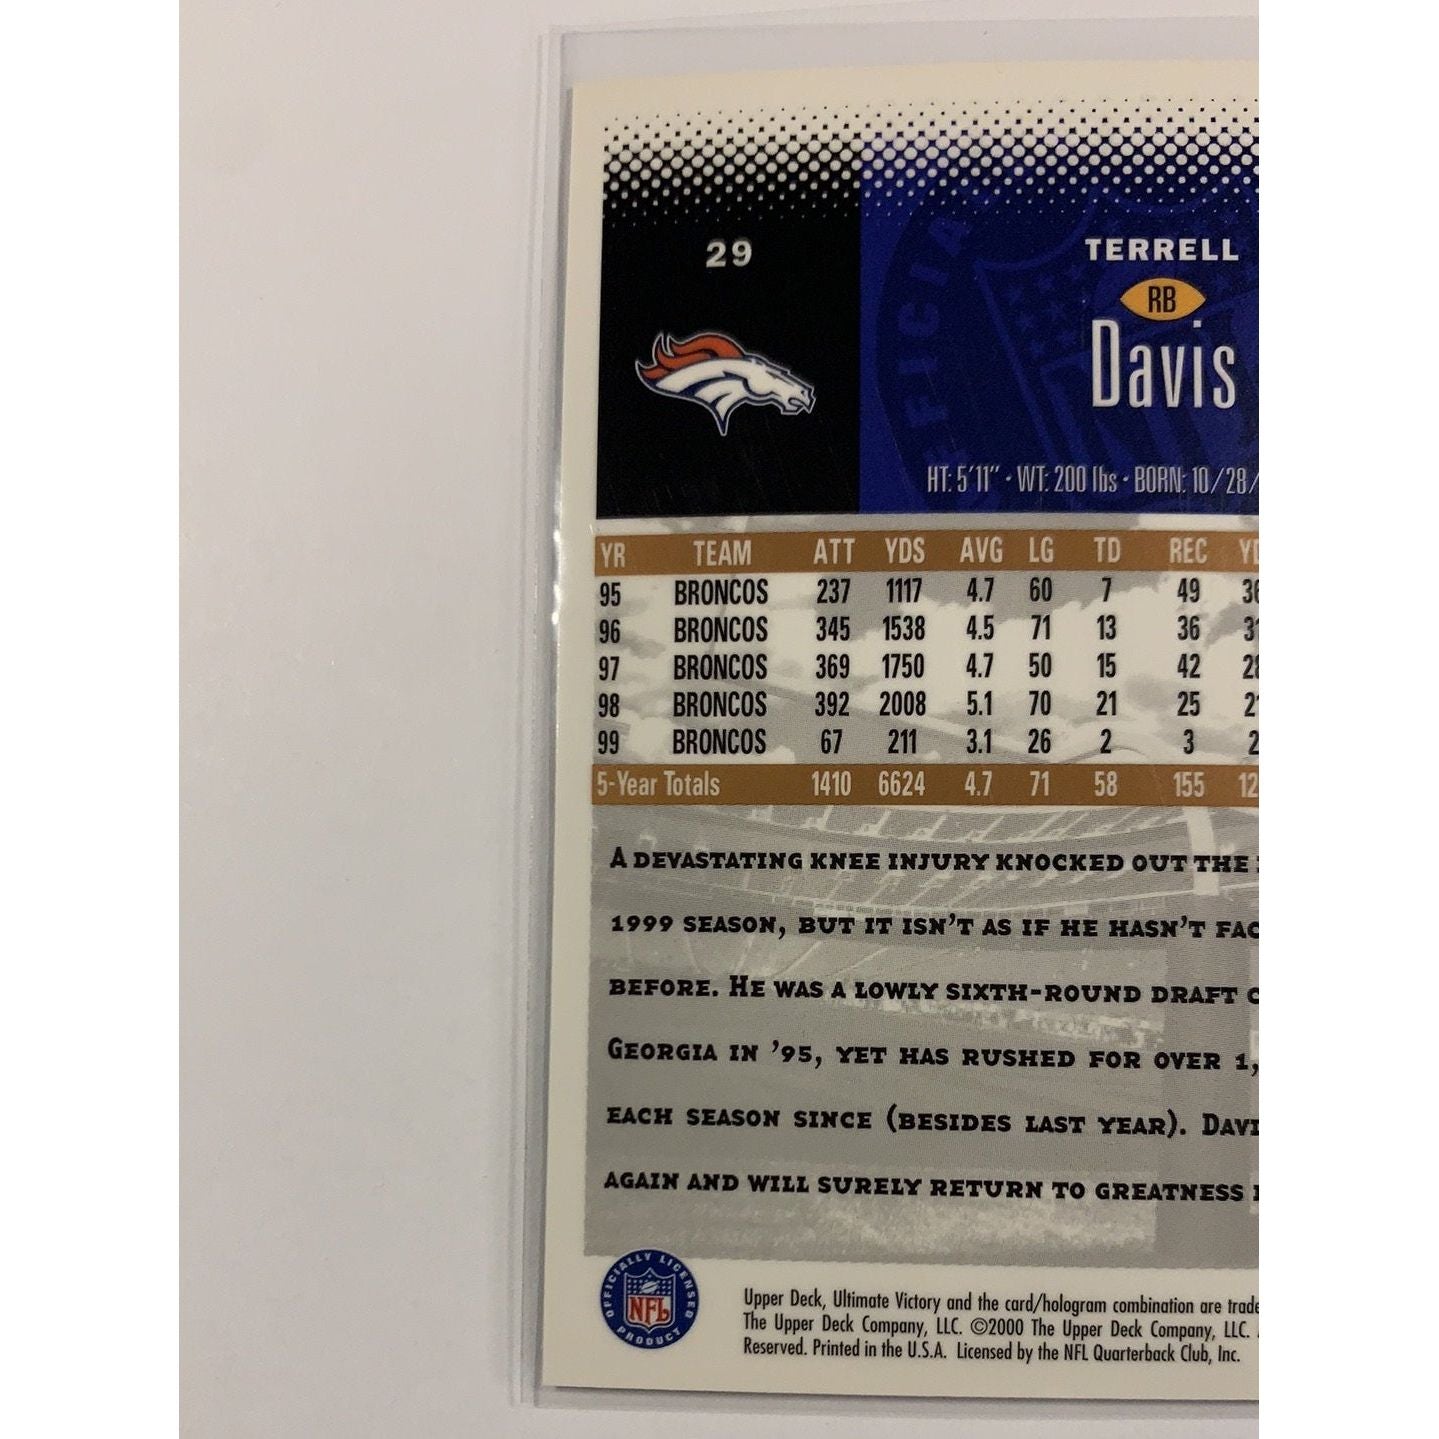 29
TERRELL
RB
Davis
HT: 5'11" · WT: 200 lbs · BORN: 10/28/
YR TEAM ATT YDS AVG LG TD REC
95 BRONCOS 237 1117 4.7 60 7 49
96 BRONCOS 345 1538 4.5 71 13 36
97 BRONCOS 369 1750 4.7 50 15 42
98 BRONCOS 392 2008 5.1 70 21 25
99 BRONCOS 67 211 3.1 26 2 3
5-Year Totals 1410 6624 4.7 71 58 155
A DEVASTATING KNEE INJURY KNOCKED OUT THE
1999 SEASON, BUT IT ISN'T AS IF HE HASN'T
BEFORE. HE WAS A LOWLY SIXTH-ROUND DRAFT
GEORGIA IN '95, YET HAS RUSHED FOR OVER 1,
EACH SEASON SINCE (BESIDES LAST YEAR). DAVI
AGAIN AND WILL SURELY RETURN TO GREATNESS
OFFICIALLY LICENSED
NFL
PRODUCT
Upper Deck, Ultimate Victory and the card/hologram combination are trade
The Upper Deck Company, LLC. ©2000 The Upper Deck Company, LLC.
Reserved. Printed in the U.S.A. Licensed by the NFL Quarterback Club, Inc.